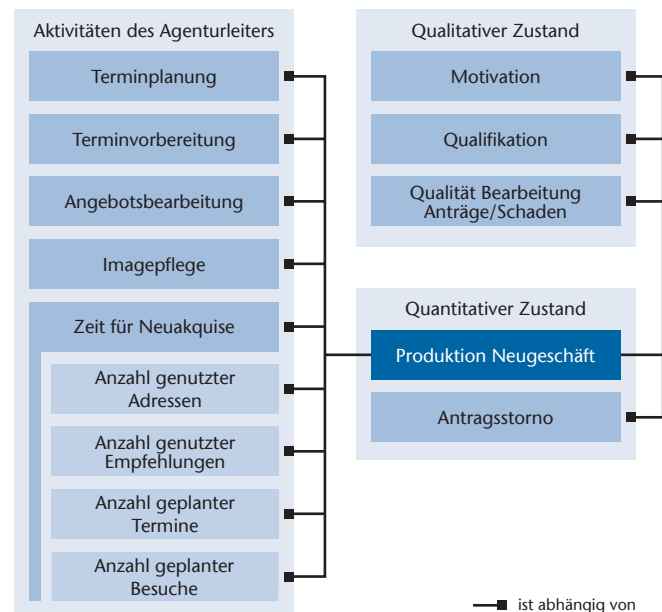 Aktivitäten des Agenturleiters
Terminplanung
Terminvorbereitung
Angebotsbearbeitung
Imagepflege
Zeit für Neuakquise
Anzahl genutzter
Adressen
Anzahl genutzter
Empfehlungen
Anzahl geplanter
Termine
Anzahl geplanter
Besuche
Qualitativer Zustand
Motivation
Qualifikation
Qualität Bearbeitung
Anträge/Schaden
Quantitativer Zustand
Produktion Neugeschäft
Antragsstorno
ist abhängig von